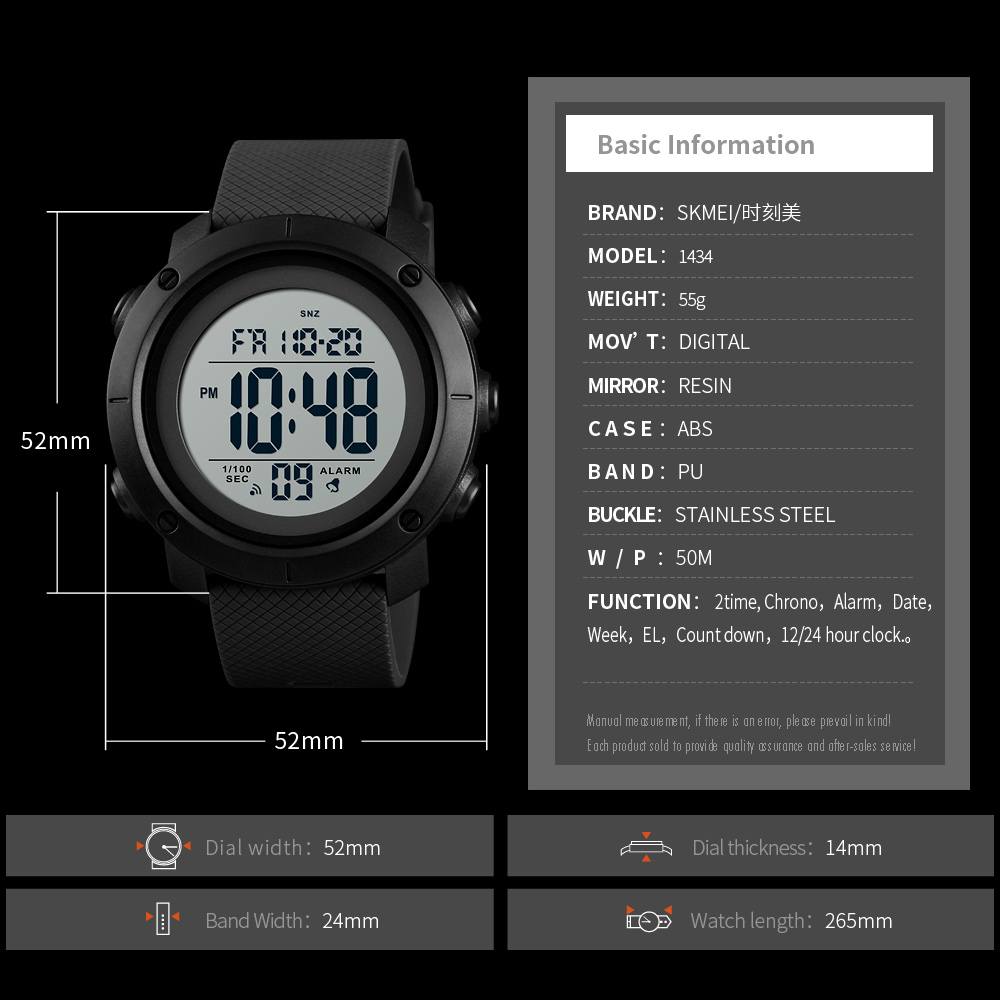 SNZ
FR 10-20
PM 10:48
1/100
SEC
09
ALARM
52mm
52mm
Basic Information
BRAND： SKMEI/时刻美
MODEL： 1434
WEIGHT： 55g
MOV’ T： DIGITAL
MIRROR： RESIN
CASE： ABS
BAND： PU
BUCKLE： STAINLESS STEEL
W / P ： 50M
FUNCTION： 2time, Chrono，Alarm，Date，
Week，EL，Count down，12/24 hour clock.。
Manual measurement, if there is an error, please prevail in kind!
Each product sold to provide quality assurance and after-sales service!
Dial width： 52mm
Dial thickness： 14mm
Band Width： 24mm
Watch length： 265mm